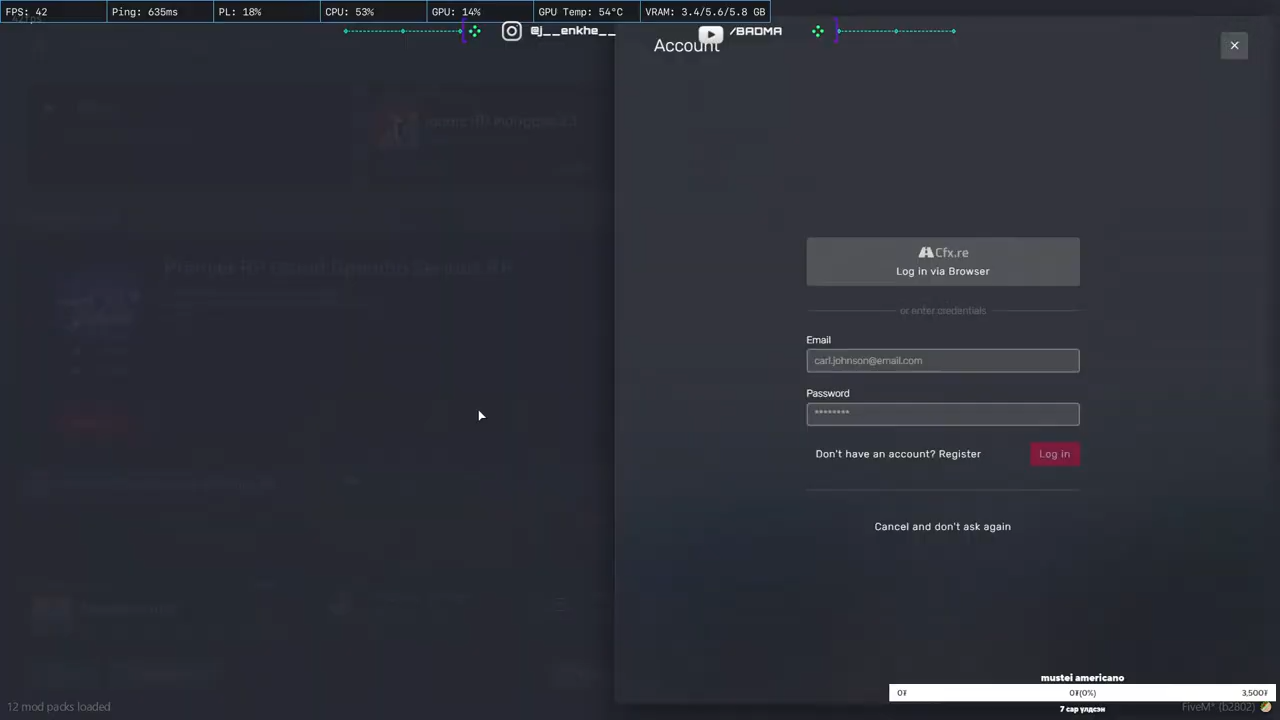 FPS: 42
Ping: 635ms
PL: 18%
CPU: 53%
GPU: 14%
GPU Temp: 54°C
VRAM: 3.4/5.6/5.8 GB
@j__enkhe__
/BADMA
Account
Cfx.re
Log in via Browser
or enter credentials
Email
carl.johnson@email.com
Password
********
Don't have an account? Register
Log in
Cancel and don't ask again
mustei americano
0₮
0₮(0%)
3,500₮
7 сар үлдсэн
12 mod packs loaded
FiveM* (b2802)